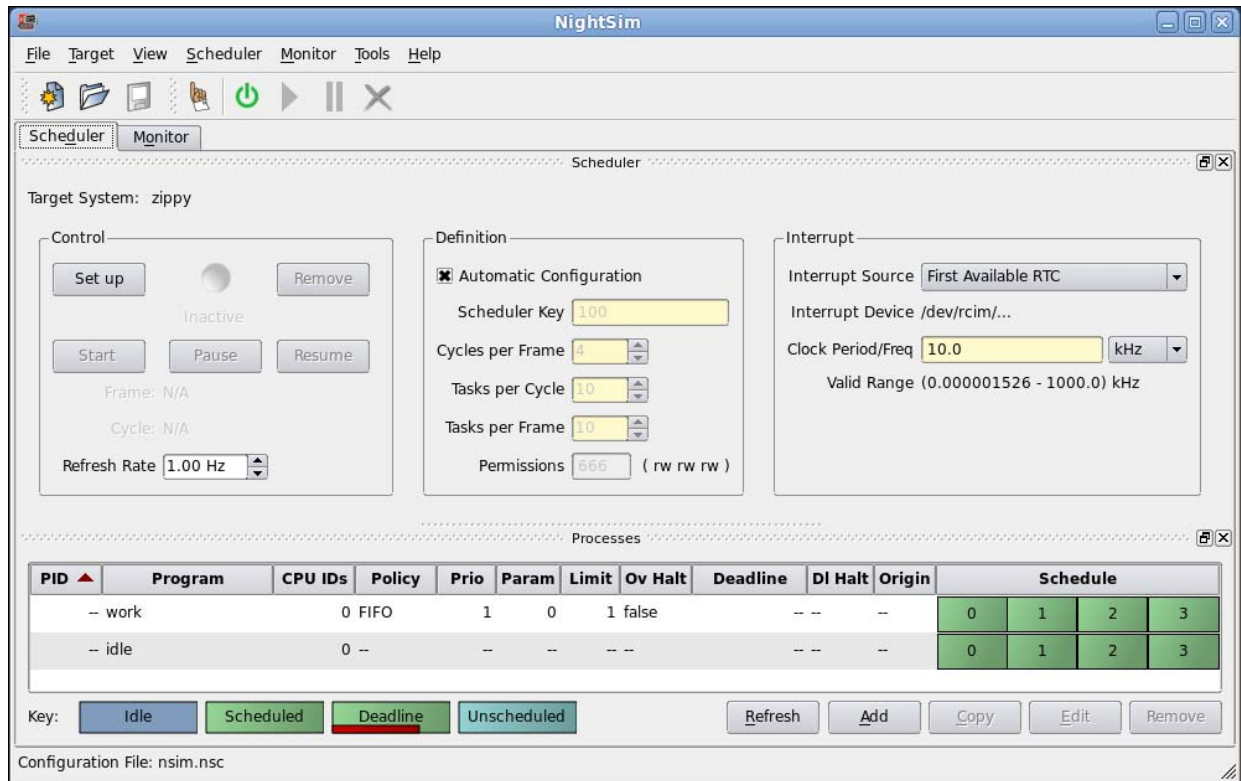 NightSim
File Target View Scheduler Monitor Tools Help
Scheduler Monitor
Scheduler
Target System: zippy
Control
Set up Remove
Inactive
Start Pause Resume
Frame: N/A
Cycle: N/A
Refresh Rate 1.00 Hz
Definition
Automatic Configuration
Scheduler Key 100
Cycles per Frame 4
Tasks per Cycle 10
Tasks per Frame 10
Permissions 666 ( rw rw rw )
Interrupt
Interrupt Source First Available RTC
Interrupt Device /dev/rcim/...
Clock Period/Freq 10.0 kHz
Valid Range (0.000001526 - 1000.0) kHz
Processes
PID Program CPU IDs Policy Prio Param Limit Ov Halt Deadline Dl Halt Origin Schedule
-- work 0 FIFO 1 0 1 false -- -- -- 0 1 2 3
-- idle 0 -- -- -- -- -- -- -- -- 0 1 2 3
Key: Idle Scheduled Deadline Unscheduled Refresh Add Copy Edit Remove
Configuration File: nsim.nsc